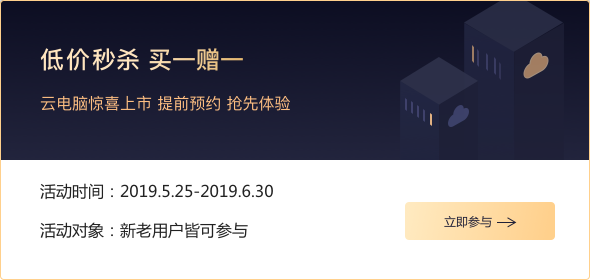 低价秒杀 买一赠一
云电脑惊喜上市 提前预约 抢先体验
活动时间：2019.5.25-2019.6.30
活动对象：新老用户皆可参与
立即参与 →